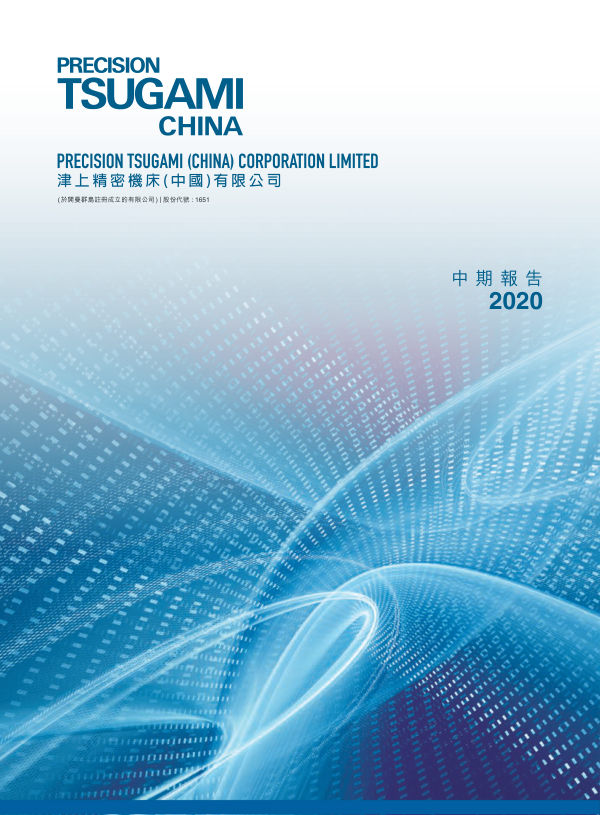 PRECISION
TSUGAMI
CHINA
PRECISION TSUGAMI (CHINA) CORPORATION LIMITED
津上精密機床(中國)有限公司
(於開曼群島註冊成立的有限公司) | 股份代號 : 1651
中期報告
2020